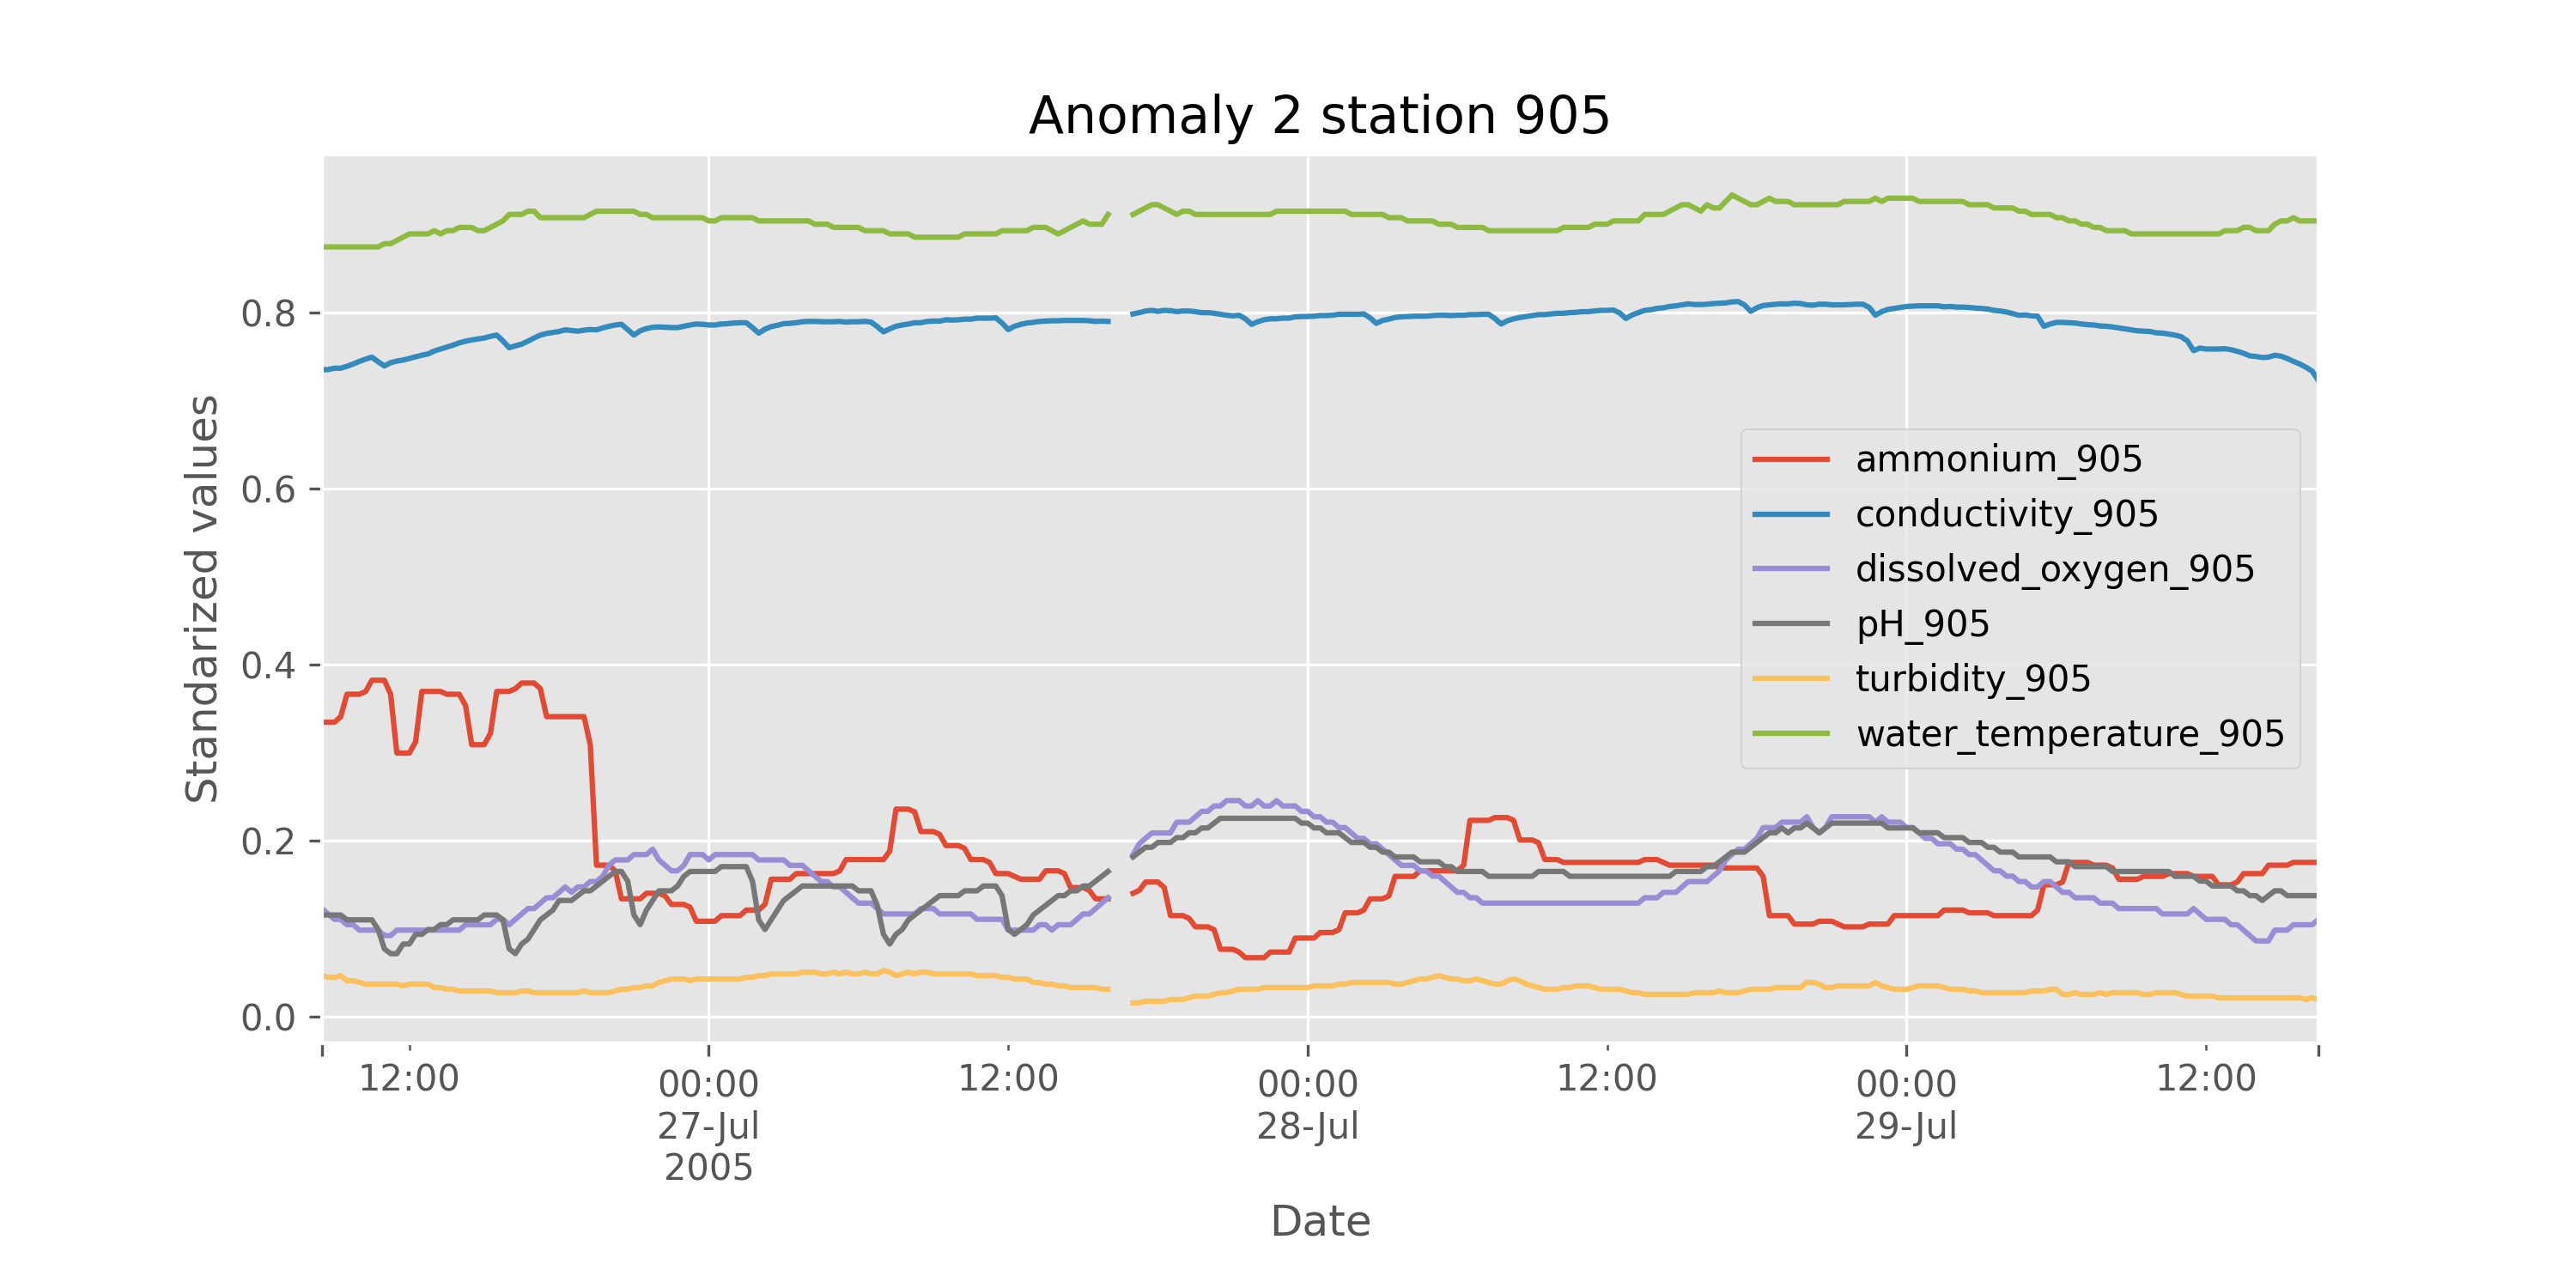 Anomaly 2 station 905
Standarized values
0.8
0.6
0.4
0.2
0.0
ammonium_905
conductivity_905
dissolved_oxygen_905
pH_905
turbidity_905
water_temperature_905
12:00
00:00
27-Jul
2005
12:00
00:00
28-Jul
12:00
00:00
29-Jul
12:00
Date